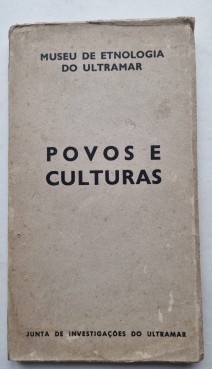 MUSEU DE ETNOLOGIA
DO ULTRAMAR
POVOS E
CULTURAS
JUNTA DE INVESTIGAÇÕES DO ULTRAMAR